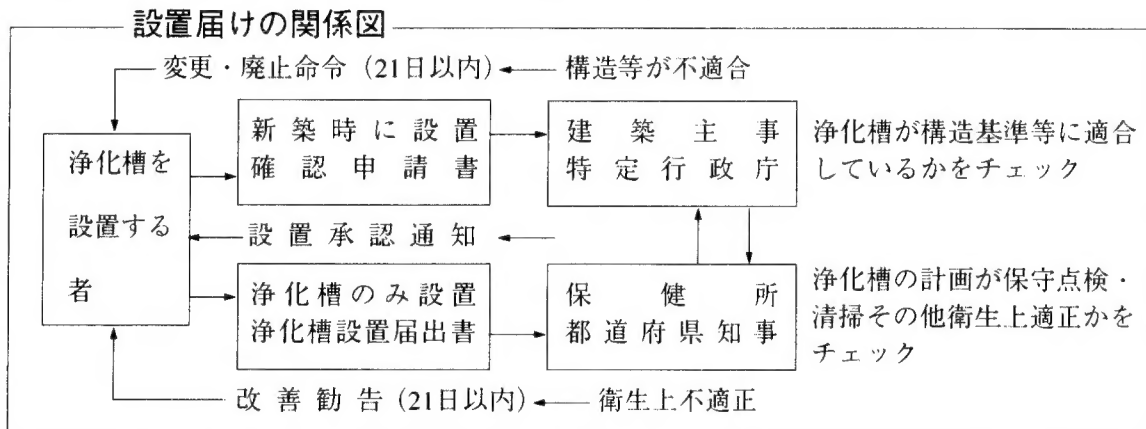 設置届けの関係図
変更・廃止命令(21日以内)
構造等が不適合
浄化槽を
設置する
者
新築時に設置
確認申請書
建築主事
特定行政庁
浄化槽が構造基準等に適合
しているかをチェック
設置承認通知
浄化槽のみ設置
浄化槽設置届出書
保健所
都道府県知事
浄化槽の計画が保守点検・
清掃その他衛生上適正かを
チェック
改善勧告(21日以内)
衛生上不適正